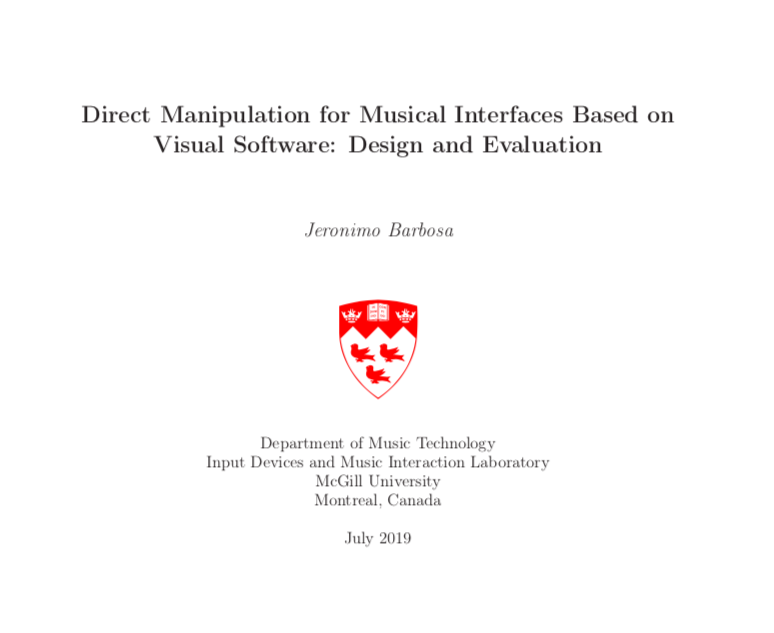 Direct Manipulation for Musical Interfaces Based on
Visual Software: Design and Evaluation
Jeronimo Barbosa
Department of Music Technology
Input Devices and Music Interaction Laboratory
McGill University
Montreal, Canada
July 2019